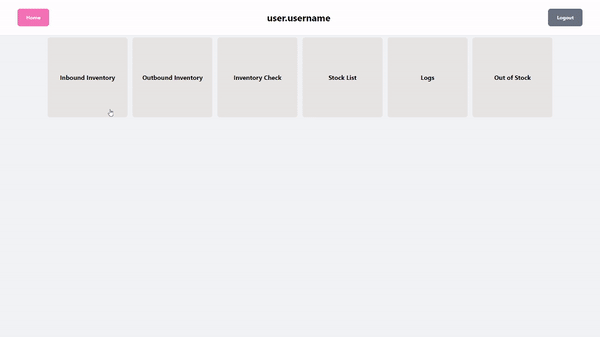 Home
user.username
Logout
Inbound Inventory
Outbound Inventory
Inventory Check
Stock List
Logs
Out of Stock